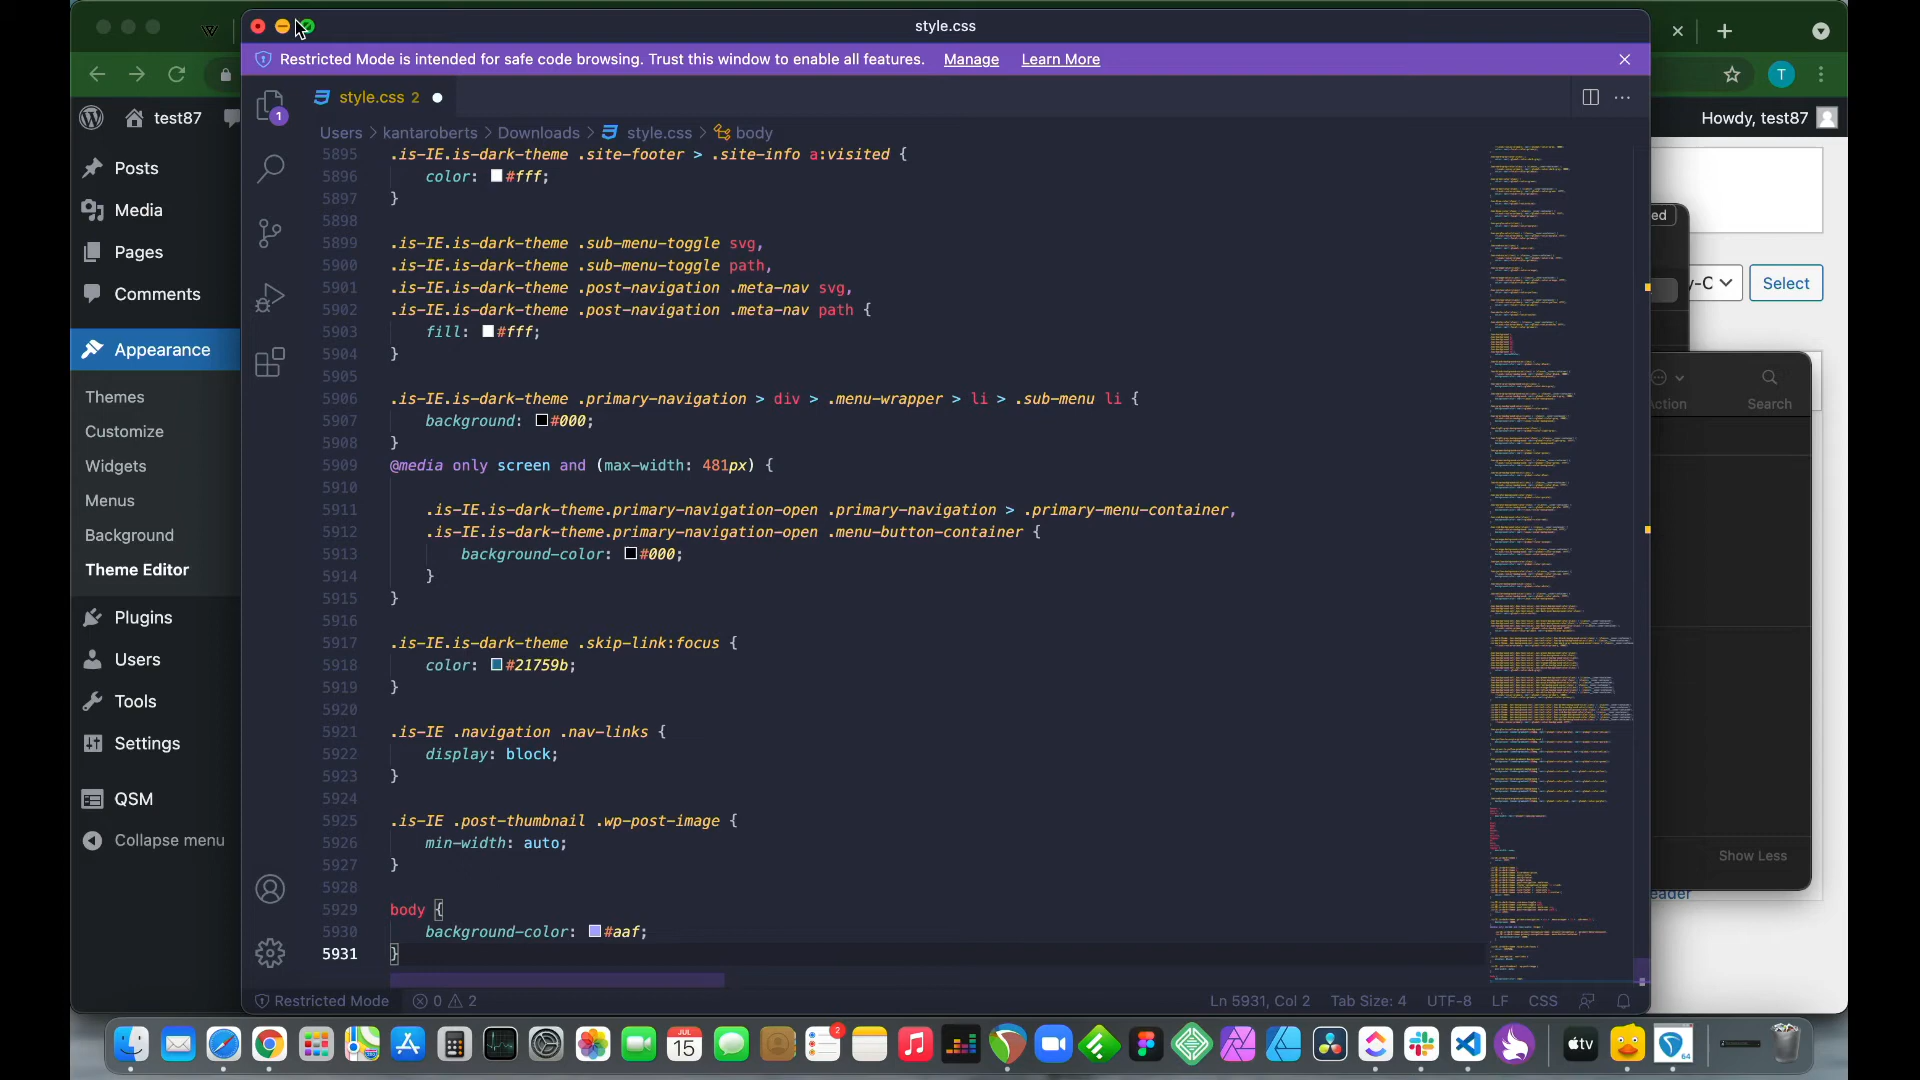 style.css
Restricted Mode is intended for safe code browsing. Trust this window to enable all features. Manage Learn More
style.css 2
1
Users > kantaroberts > Downloads > style.css > body
test87
Howdy, test87
Posts
Media
Pages
Comments
Appearance
Themes
Customize
Widgets
Menus
Background
Theme Editor
Plugins
Users
Tools
Settings
QSM
Collapse menu
5895 .is-IE.is-dark-theme .site-footer > .site-info a:visited {
5896 color: #fff;
5897 }
5898
5899 .is-IE.is-dark-theme .sub-menu-toggle svg,
5900 .is-IE.is-dark-theme .sub-menu-toggle path,
5901 .is-IE.is-dark-theme .post-navigation .meta-nav svg,
5902 .is-IE.is-dark-theme .post-navigation .meta-nav path {
5903 fill: #fff;
5904 }
5905
5906 .is-IE.is-dark-theme .primary-navigation > div > .menu-wrapper > li > .sub-menu li {
5907 background: #000;
5908 }
5909 @media only screen and (max-width: 481px) {
5910
5911 .is-IE.is-dark-theme.primary-navigation-open .primary-navigation > .primary-menu-container,
5912 .is-IE.is-dark-theme.primary-navigation-open .menu-button-container {
5913 background-color: #000;
5914 }
5915 }
5916
5917 .is-IE.is-dark-theme .skip-link:focus {
5918 color: #21759b;
5919 }
5920
5921 .is-IE .navigation .nav-links {
5922 display: block;
5923 }
5924
5925 .is-IE .post-thumbnail .wp-post-image {
5926 min-width: auto;
5927 }
5928
5929 body {
5930 background-color: #aaf;
5931 }
T
ed
y-C
Select
ction
Search
Show Less
eader
Restricted Mode 0 2
Ln 5931, Col 2 Tab Size: 4 UTF-8 LF CSS
JUL
15
2
tv
64